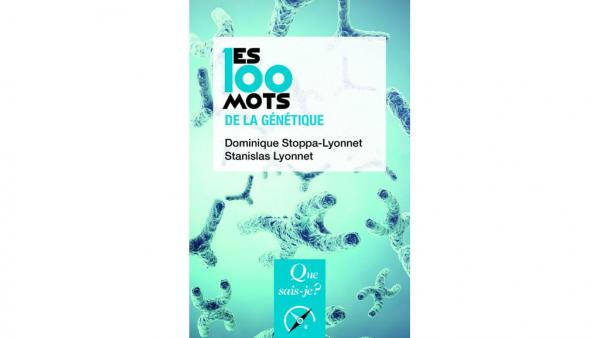 LES
100
MOTS
DE LA GÉNÉTIQUE
Dominique Stoppa-Lyonnet
Stanislas Lyonnet
Que
sais-je?
®